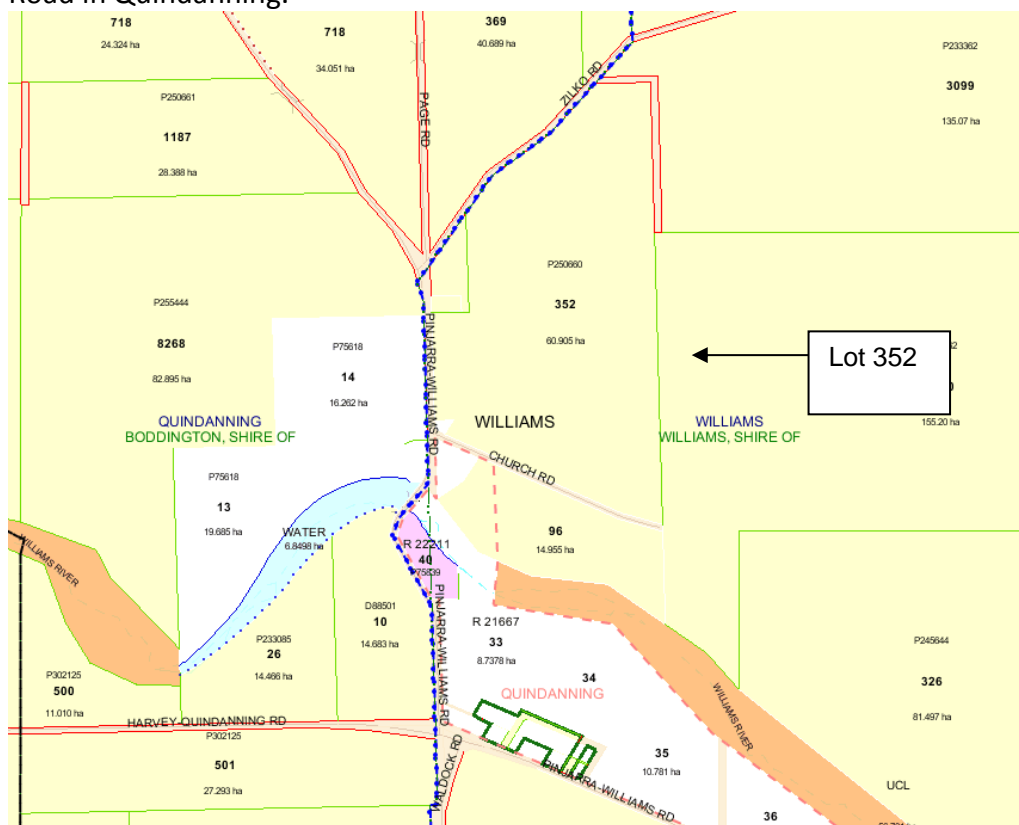 Road in Quindanning.
718
24.324 ha
718
34.051 ha
369
40.689 ha
P233362
3099
135.07 ha
P250661
1187
28.388 ha
PAGE RD
ZILKO RD
P250660
352
60.905 ha
P255444
8268
82.895 ha
P75618
14
16.262 ha
PINJARRA-WILLIAMS RD
Lot 352
155.20 ha
QUINDANNING
BODDINGTON, SHIRE OF
WILLIAMS
WILLIAMS
WILLIAMS, SHIRE OF
CHURCH RD
P75618
13
19.685 ha
WATER
6.8498 ha
96
14.955 ha
R 22211
40
P75839
WILLIAMS RIVER
D88501
10
14.683 ha
PINJARRA-WILLIAMS RD
R 21667
33
8.7378 ha
P233085
26
14.466 ha
34
QUINDANNING
P245644
326
81.497 ha
P302125
500
11.010 ha
WILLIAMS RIVER
HARVEY-QUINDANNING RD
P302125
501
27.293 ha
WALDOCK RD
PINJARRA-WILLIAMS RD
35
10.781 ha
UCL
36